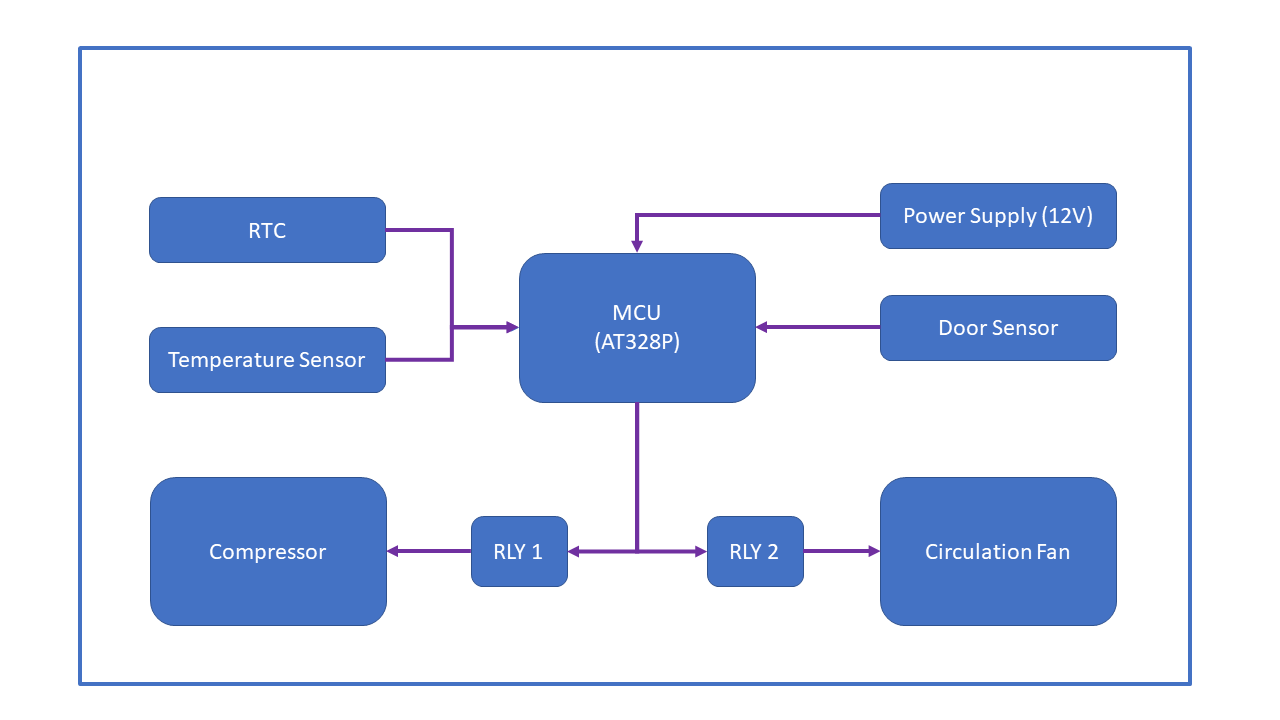 RTC
Power Supply (12V)
MCU
(AT328P)
Door Sensor
Temperature Sensor
Compressor
RLY 1
RLY 2
Circulation Fan